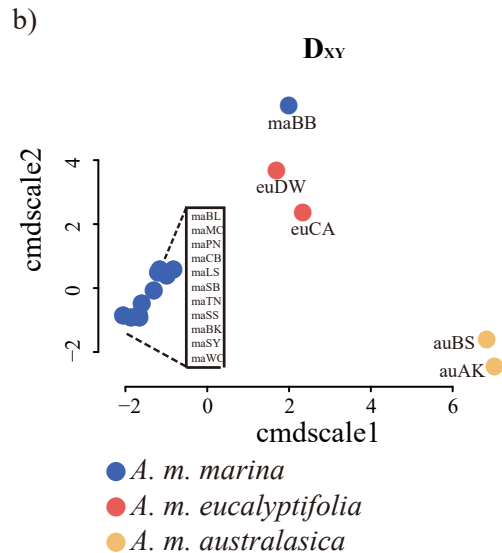 b)
DXY
maBB
euDW
euCA
maBL
maMO
maPN
maCB
maLS
maSB
maTN
maSS
maBK
maSY
maWC
auBS
auAK
cmdscale2
4
2
0
−2
−2
0
2
4
6
cmdscale1
A. m. marina
A. m. eucalyptifolia
A. m. australasica